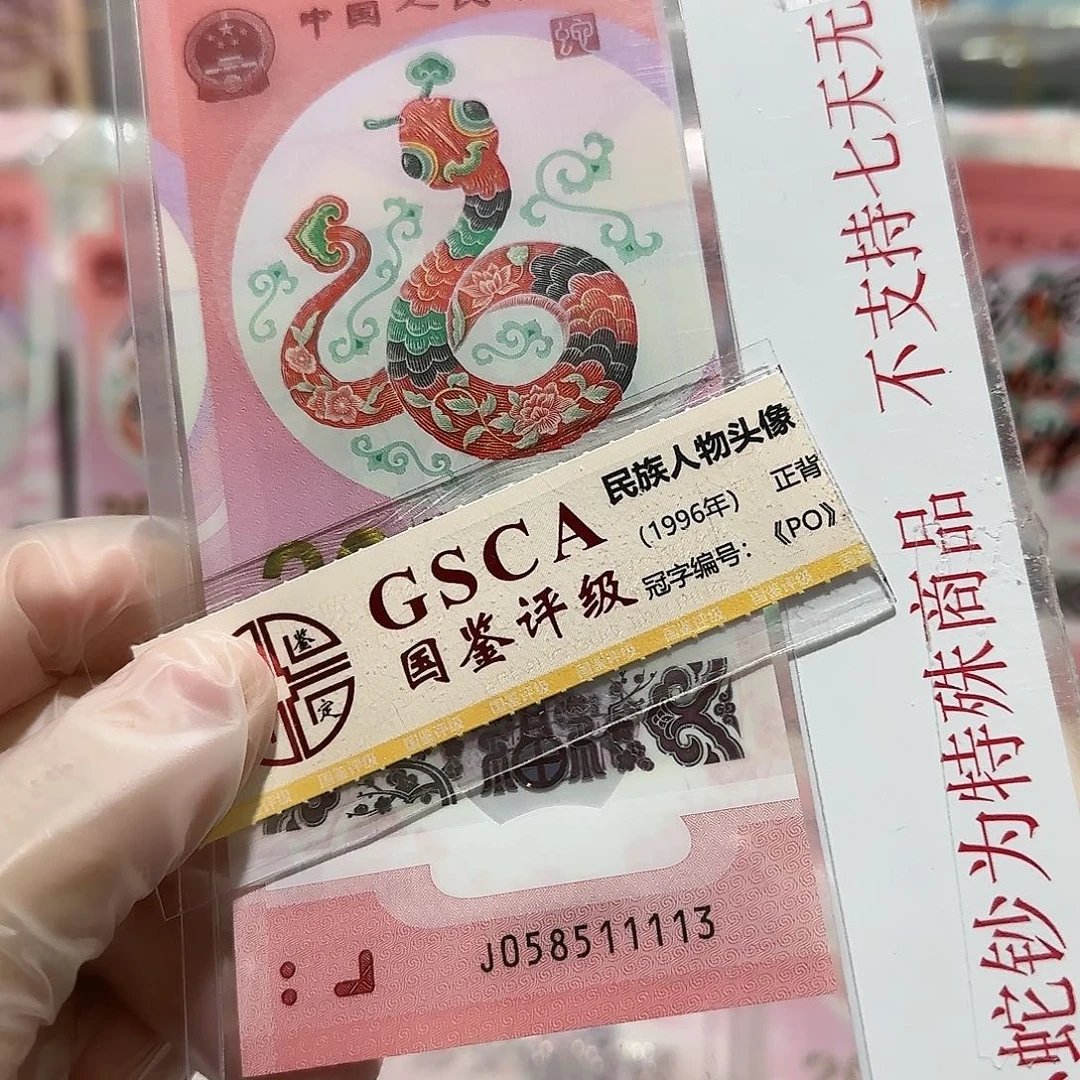 中国人民
GSCA
国鉴评级
鉴
定
民族人物头像
(1996年) 正背
冠字编号: 《PO》
J058511113
不支持七天无
蛇钞为特殊商品